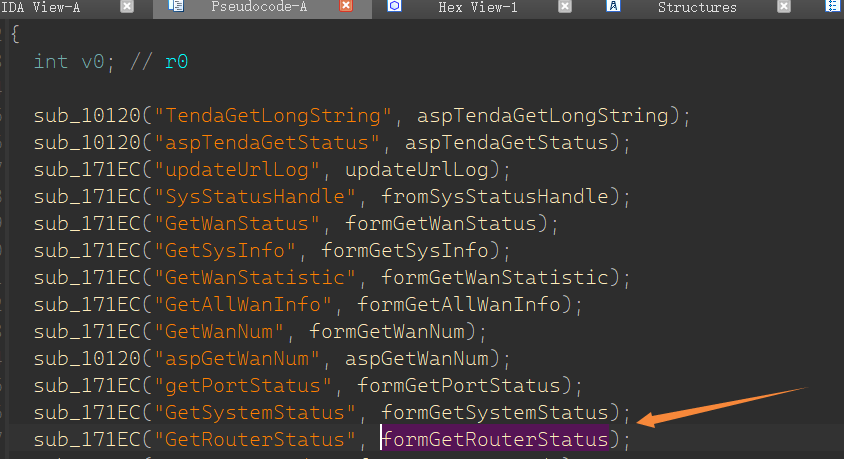 IDA View-A Pseudocode-A Hex View-1 Structures
{
int v0; // r0
sub_10120("TendaGetLongString", aspTendaGetLongString);
sub_10120("aspTendaGetStatus", aspTendaGetStatus);
sub_171EC("updateUrlLog", updateUrlLog);
sub_171EC("SysStatusHandle", fromSysStatusHandle);
sub_171EC("GetWanStatus", formGetWanStatus);
sub_171EC("GetSysInfo", formGetSysInfo);
sub_171EC("GetWanStatistic", formGetWanStatistic);
sub_171EC("GetAllWanInfo", formGetAllWanInfo);
sub_171EC("GetWanNum", formGetWanNum);
sub_10120("aspGetWanNum", aspGetWanNum);
sub_171EC("getPortStatus", formGetPortStatus);
sub_171EC("GetSystemStatus", formGetSystemStatus);
sub_171EC("GetRouterStatus", formGetRouterStatus);